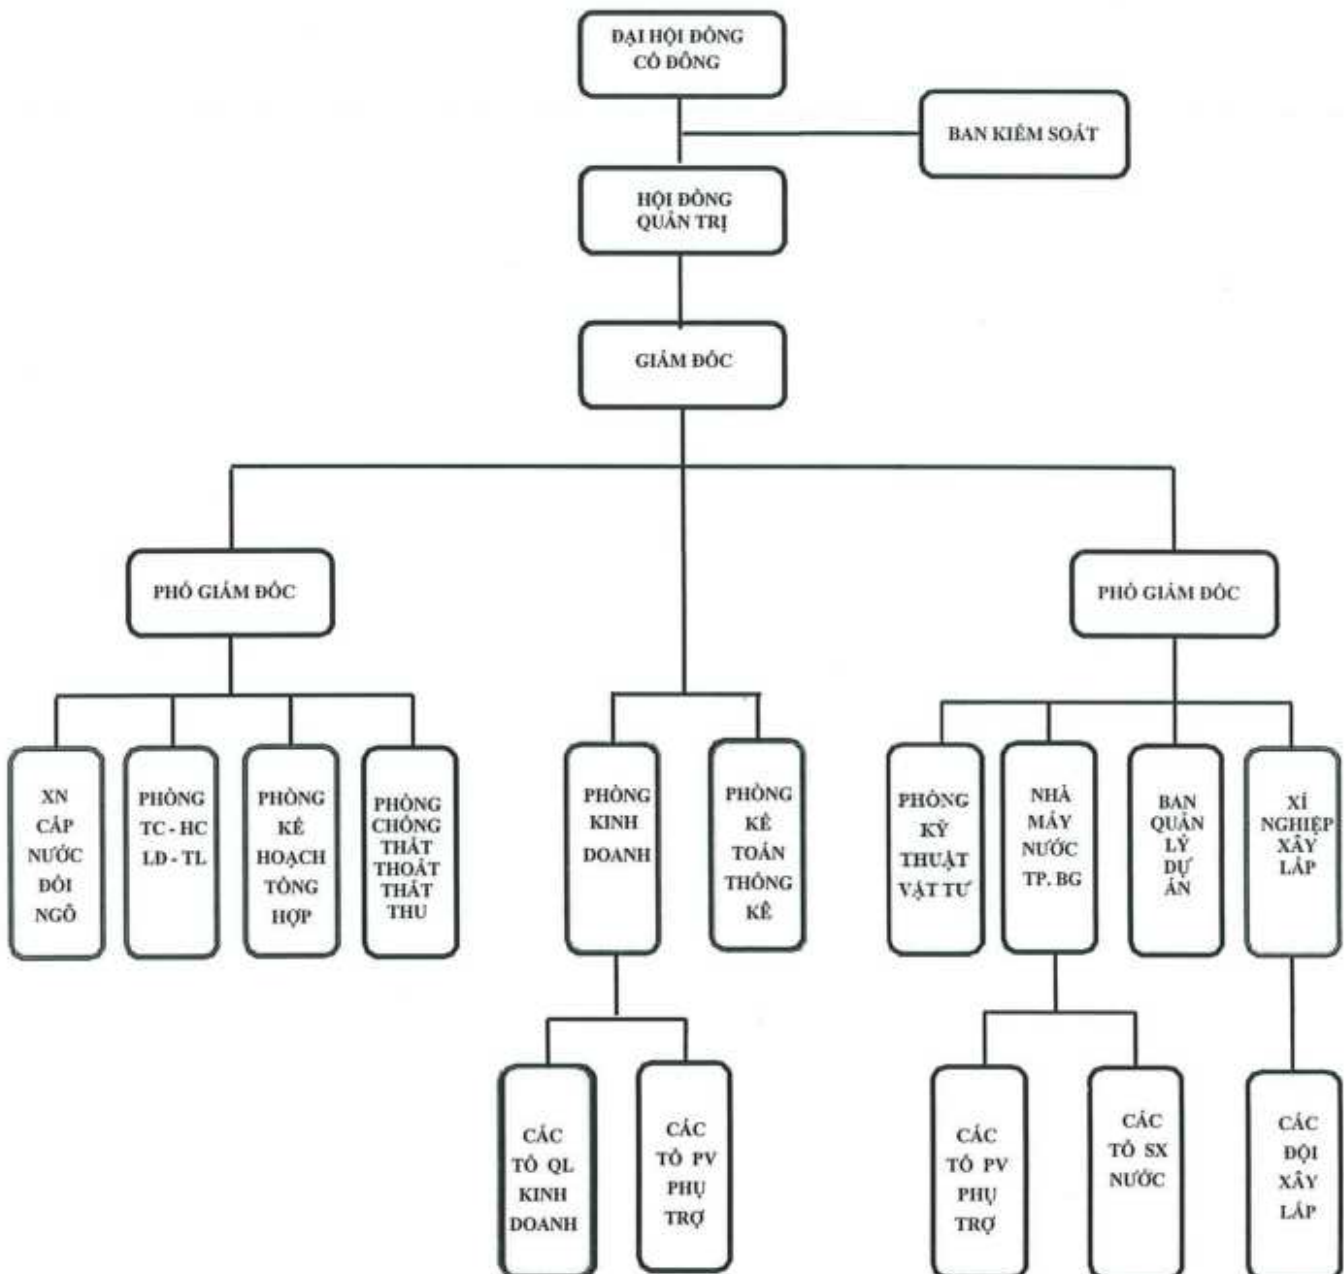 ĐẠI HỘI ĐỒNG
CỔ ĐÔNG
BAN KIỂM SOÁT
HỘI ĐỒNG
QUẢN TRỊ
GIÁM ĐỐC
PHÓ GIÁM ĐỐC
PHÓ GIÁM ĐỐC
XN
CẤP
NƯỚC
ĐỒI
NGÔ
PHÒNG
TC - HC
LĐ - TL
PHÒNG
KẾ
HOẠCH
TỔNG
HỢP
PHÒNG
CHỐNG
THẤT
THOÁT
THẤT
THU
PHÒNG
KINH
DOANH
PHÒNG
KẾ
TOÁN
THỐNG
KÊ
PHÒNG
KỸ
THUẬT
VẬT TƯ
NHÀ
MÁY
NƯỚC
TP. BG
BAN
QUẢN
LÝ
DỰ
ÁN
XÍ
NGHIỆP
XÂY
LẮP
CÁC
TỔ QL
KINH
DOANH
CÁC
TỔ PV
PHỤ
TRỢ
CÁC
TỔ PV
PHỤ
TRỢ
CÁC
TỔ SX
NƯỚC
CÁC
ĐỘI
XÂY
LẮP